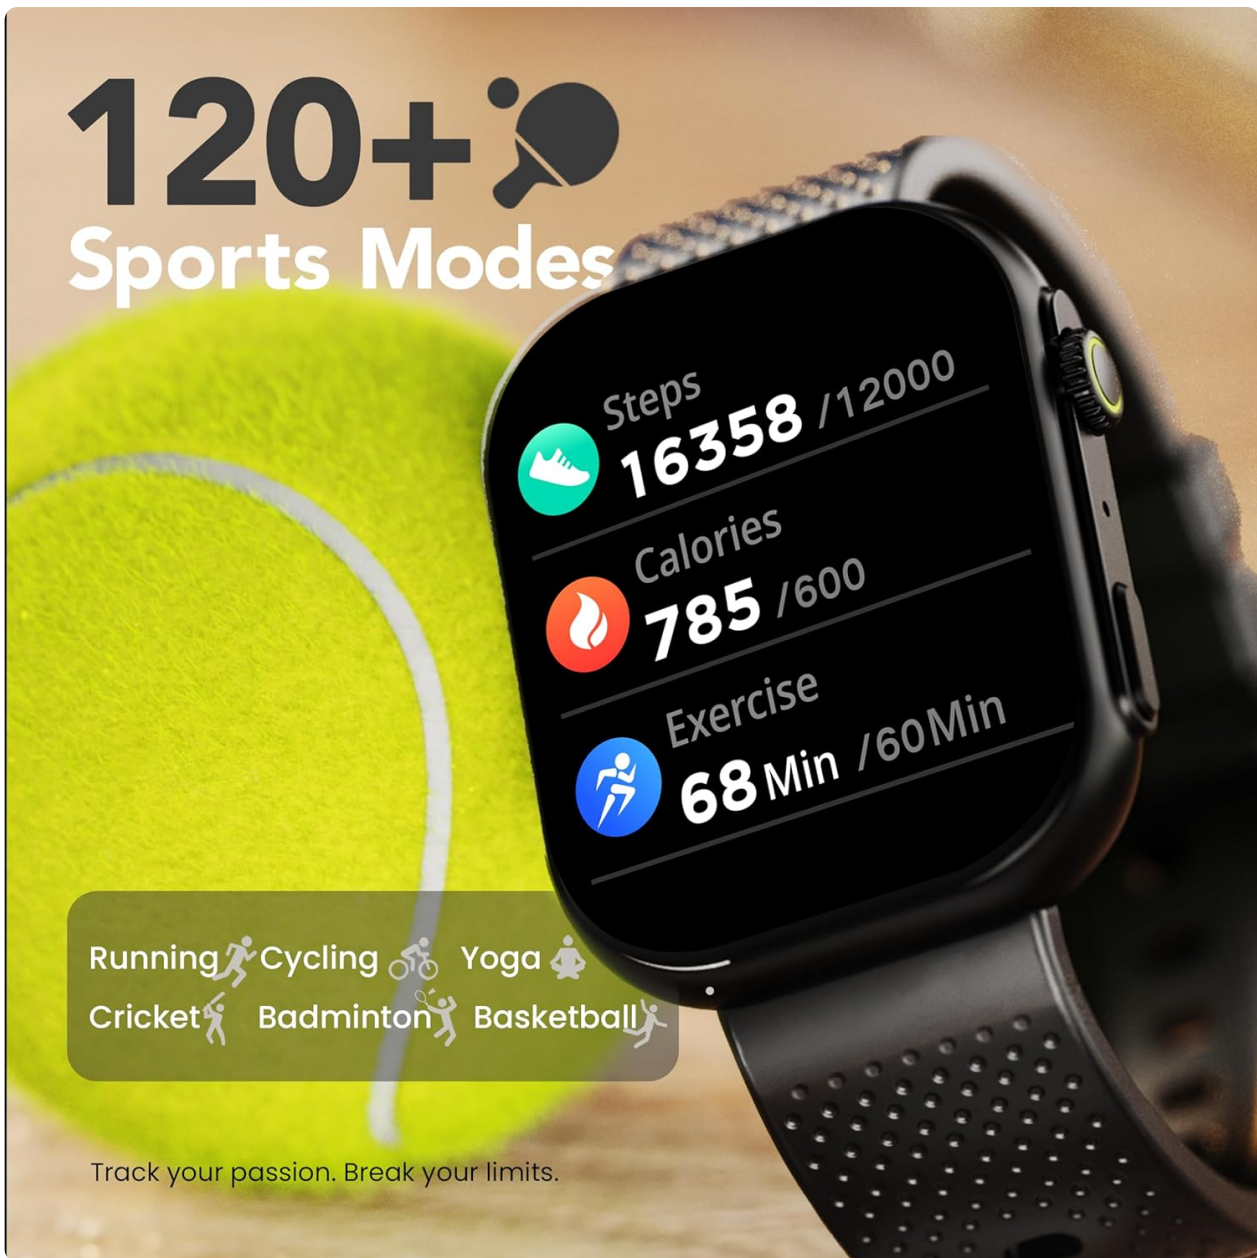 120+
Sports Modes
Steps
16358 /12000
Calories
785 /600
Exercise
68 Min /60Min
Running Cycling Yoga
Cricket Badminton Basketball
Track your passion. Break your limits.